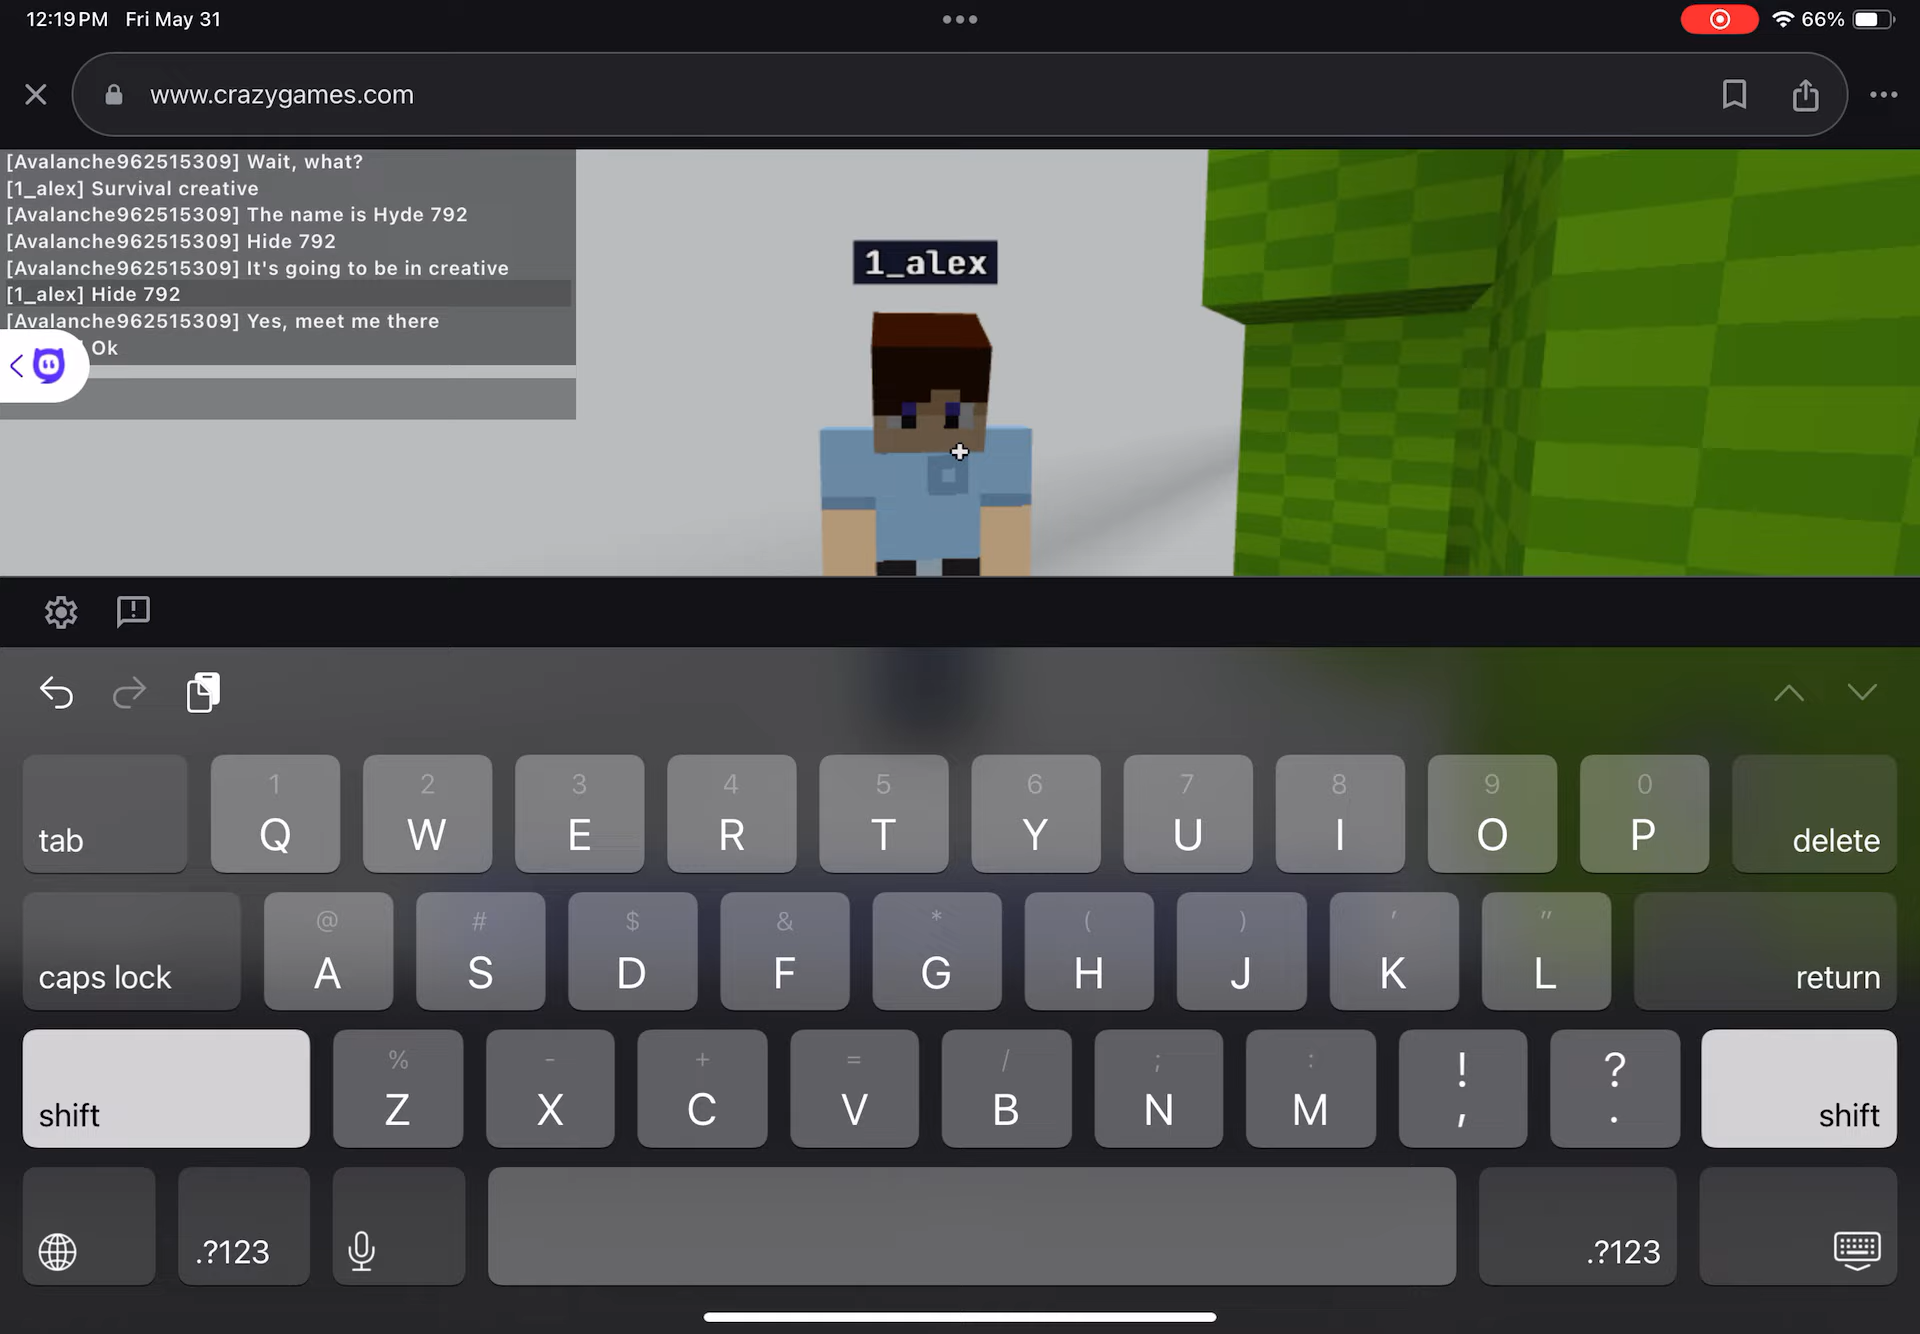 12:19 PM Fri May 31
66%
www.crazygames.com
[Avalanche962515309] Wait, what?
[1_alex] Survival creative
[Avalanche962515309] The name is Hyde 792
[Avalanche962515309] Hide 792
[Avalanche962515309] It's going to be in creative
[1_alex] Hide 792
[Avalanche962515309] Yes, meet me there
Ok
1_alex
1 2 3 4 5 6 7 8 9 0
tab Q W E R T Y U I O P delete
@ # $ & * ( ) ' "
caps lock A S D F G H J K L return
% - + = / ; : ! ?
shift Z X C V B N M , . shift
.?123 .?123